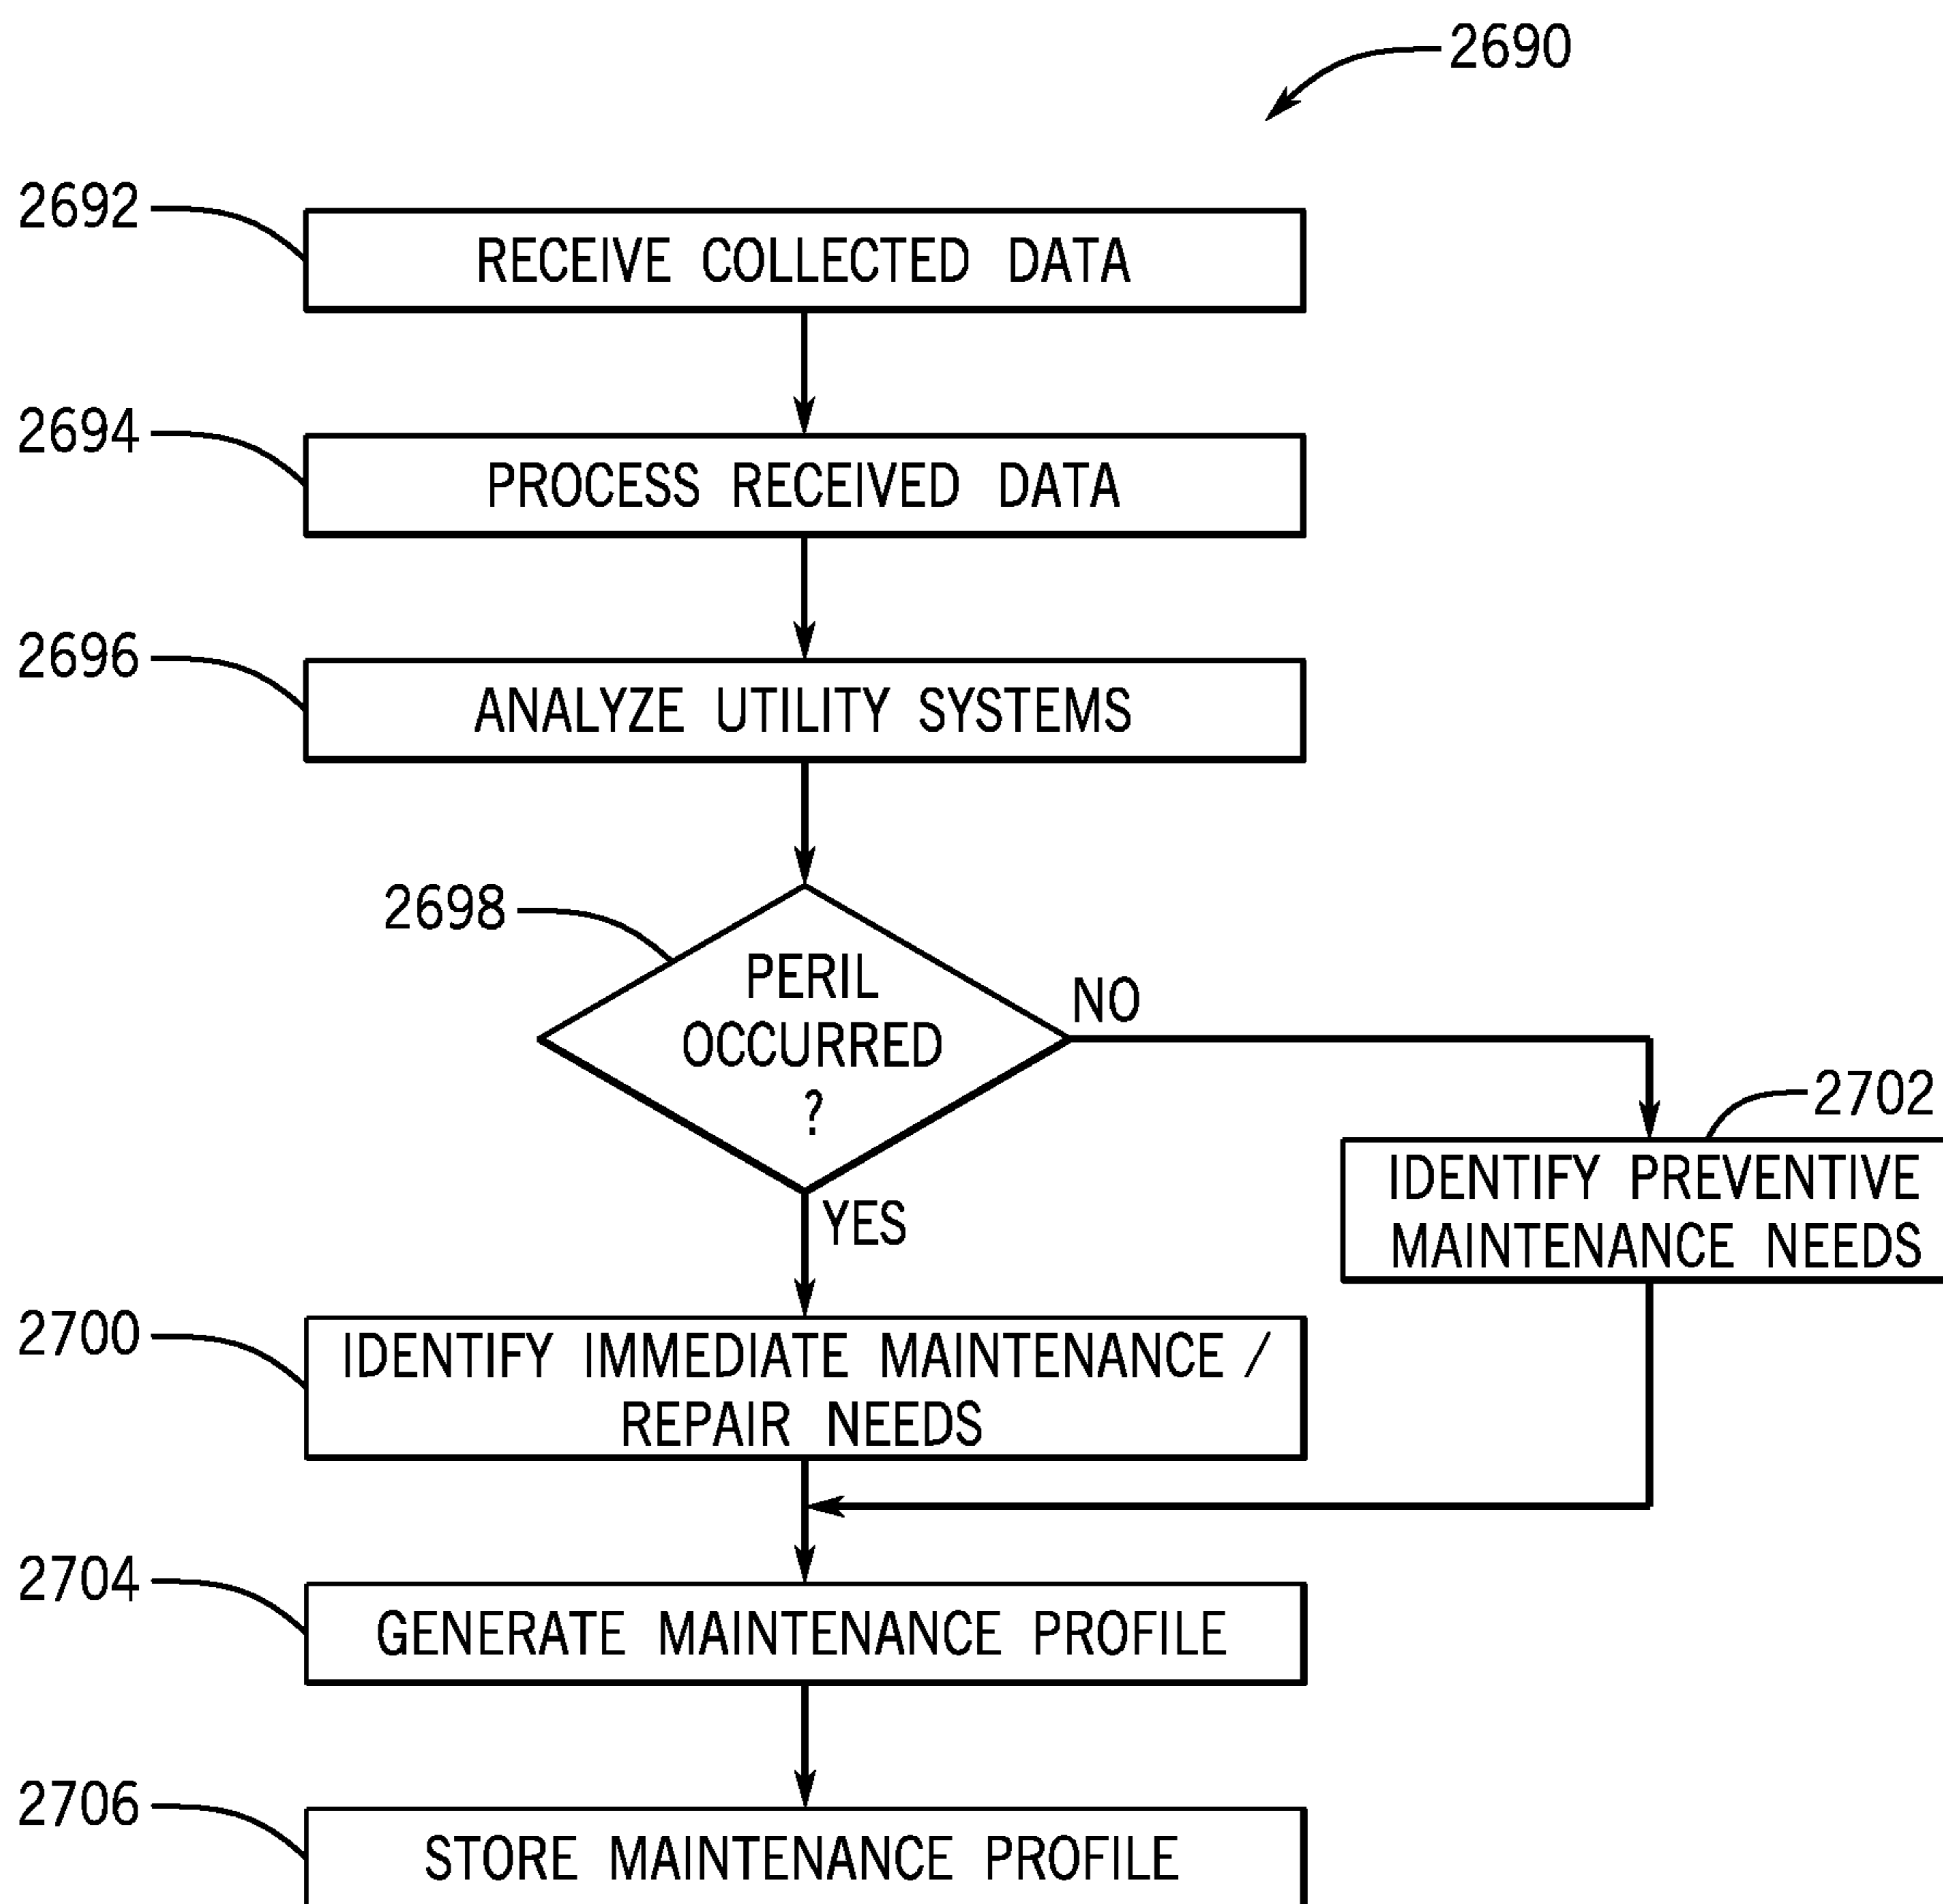 2690
2692
RECEIVE COLLECTED DATA
2694
PROCESS RECEIVED DATA
2696
ANALYZE UTILITY SYSTEMS
2698
PERIL
OCCURRED
?
NO
YES
2702
IDENTIFY PREVENTIVE
MAINTENANCE NEEDS
2700
IDENTIFY IMMEDIATE MAINTENANCE /
REPAIR NEEDS
2704
GENERATE MAINTENANCE PROFILE
2706
STORE MAINTENANCE PROFILE